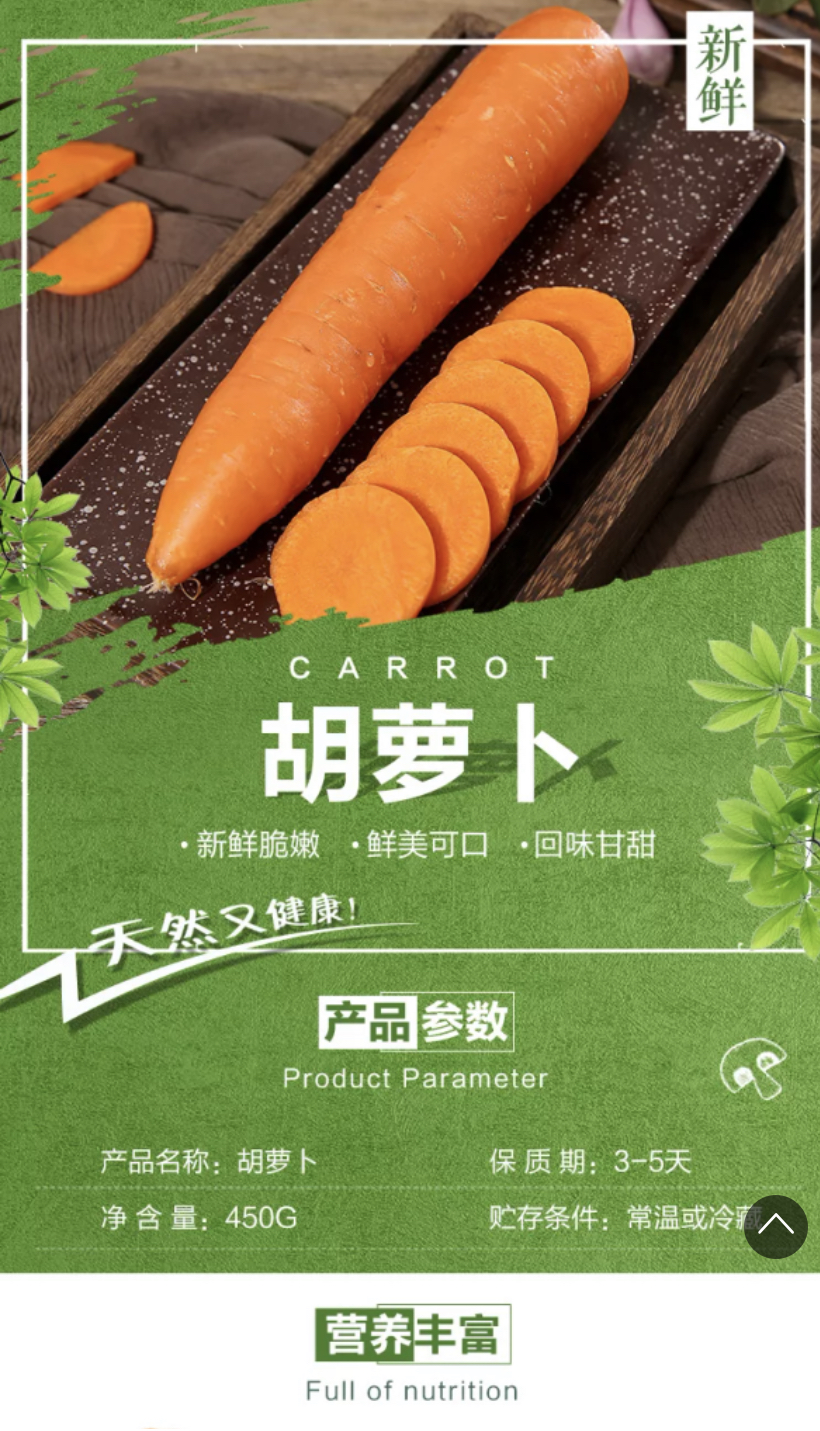 新鲜
CARROT
胡萝卜
·新鲜脆嫩 ·鲜美可口 ·回味甘甜
天然又健康!
产品参数
Product Parameter
产品名称：胡萝卜 保质期：3-5天
净含量：450G 贮存条件：常温或冷藏
营养丰富
Full of nutrition